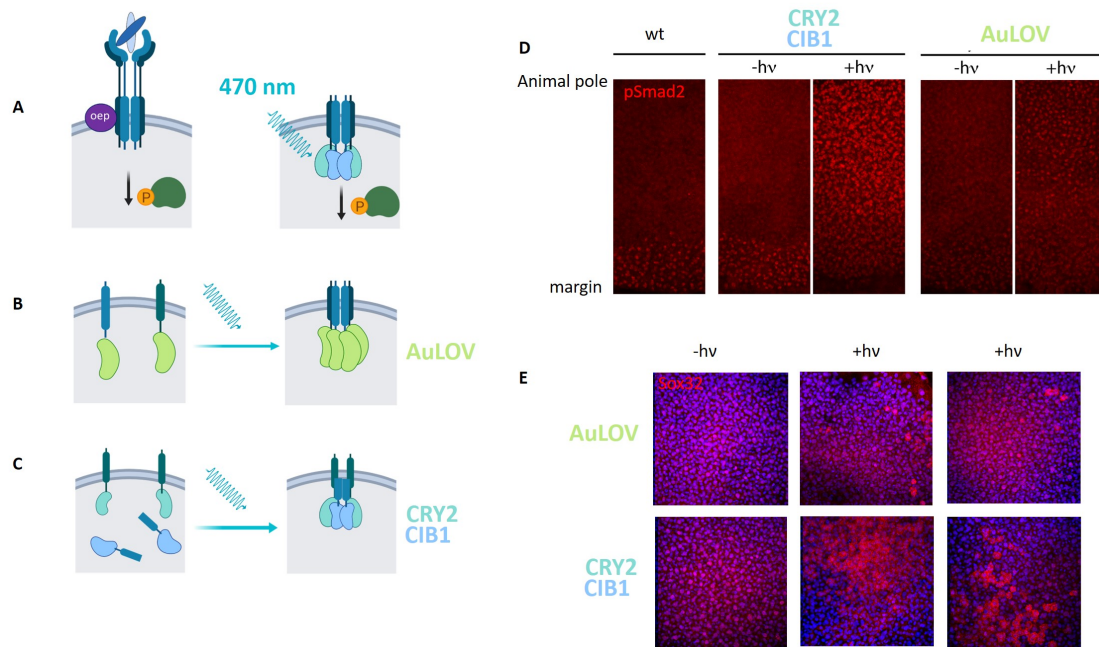 A
oep
P
470 nm
P
B
AuLOV
C
CRY2
CIB1
D
wt
CRY2
CIB1
AuLOV
-hν
+hν
-hν
+hν
Animal pole
pSmad2
margin
E
-hν
+hν
+hν
Sox32
AuLOV
CRY2
CIB1